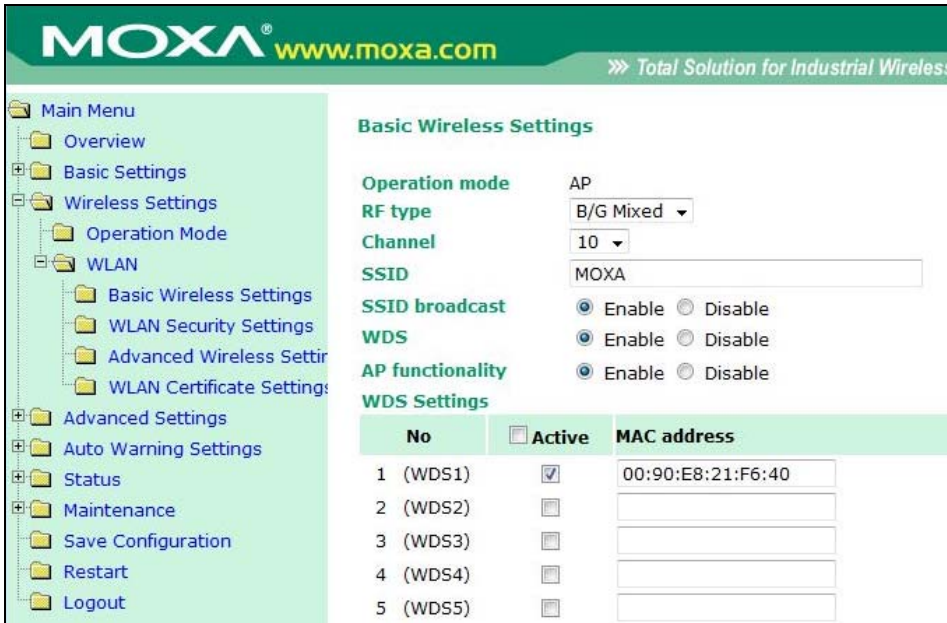 MOXA® www.moxa.com
Total Solution for Industrial Wireless
Main Menu
Overview
Basic Settings
Wireless Settings
Operation Mode
WLAN
Basic Wireless Settings
WLAN Security Settings
Advanced Wireless Settin
WLAN Certificate Settings
Advanced Settings
Auto Warning Settings
Status
Maintenance
Save Configuration
Restart
Logout
Basic Wireless Settings
Operation mode AP
RF type B/G Mixed
Channel 10
SSID MOXA
SSID broadcast Enable Disable
WDS Enable Disable
AP functionality Enable Disable
WDS Settings
No Active MAC address
1 (WDS1) 00:90:E8:21:F6:40
2 (WDS2)
3 (WDS3)
4 (WDS4)
5 (WDS5)